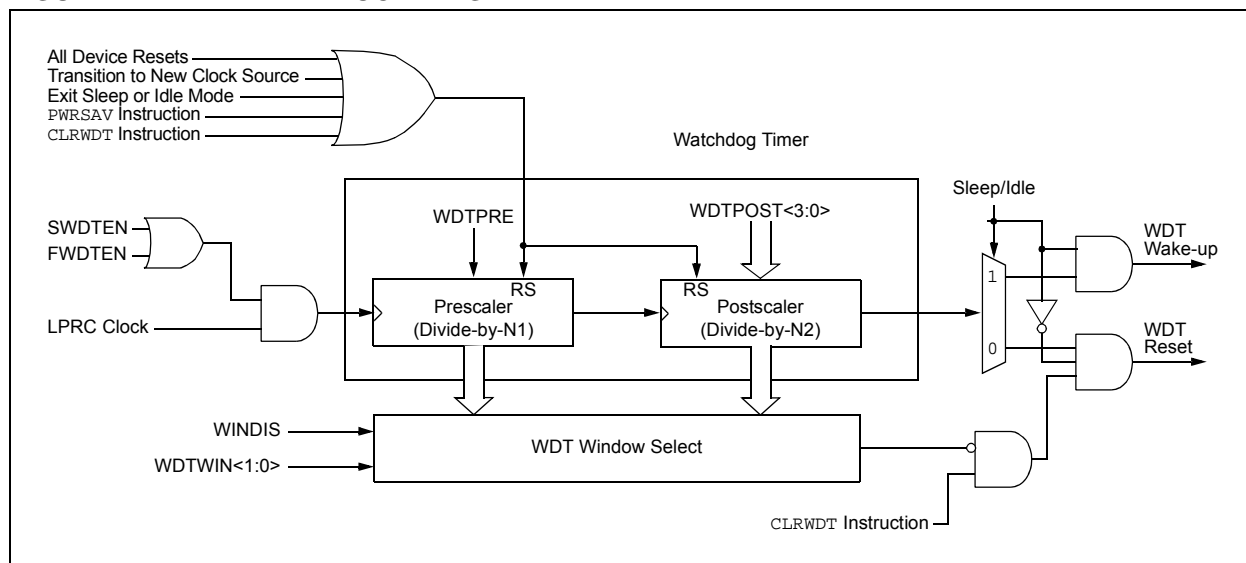 All Device Resets
Transition to New Clock Source
Exit Sleep or Idle Mode
PWRSAV Instruction
CLRWDT Instruction
Watchdog Timer
Sleep/Idle
WDTPRE
WDTPOST<3:0>
SWDTEN
FWDTEN
WDT
Wake-up
RS
RS
1
Prescaler
(Divide-by-N1)
Postscaler
(Divide-by-N2)
LPRC Clock
0
WDT
Reset
WINDIS
WDT Window Select
WDTWIN<1:0>
CLRWDT Instruction